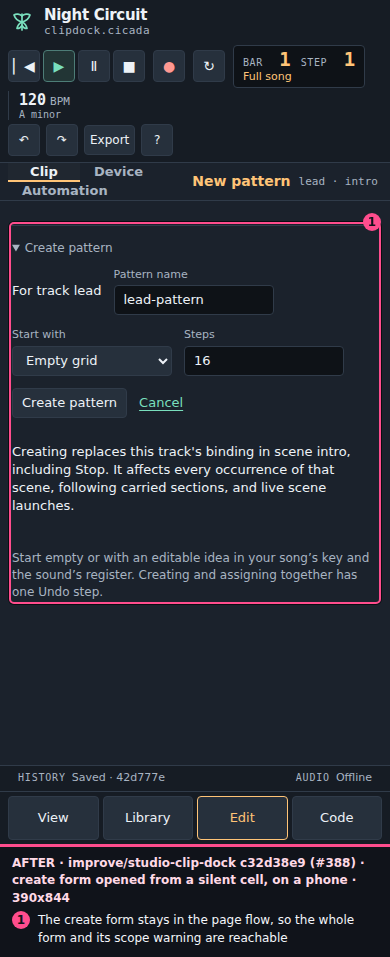 Night Circuit
clipdock.cicada
BAR 1 STEP 1
Full song
120 BPM
A minor
Export ?
Clip Device
Automation
New pattern lead · intro
1
▼ Create pattern
Pattern name
For track lead lead-pattern
Start with Steps
Empty grid 16
Create pattern Cancel
Creating replaces this track's binding in scene intro,
including Stop. It affects every occurrence of that
scene, following carried sections, and live scene
launches.
Start empty or with an editable idea in your song's key and
the sound's register. Creating and assigning together has
one Undo step.
HISTORY Saved · 42d777e AUDIO Offline
View Library Edit Code
AFTER · improve/studio-clip-dock c32d38e9 (#388) ·
create form opened from a silent cell, on a phone ·
390x844
1 The create form stays in the page flow, so the whole
form and its scope warning are reachable